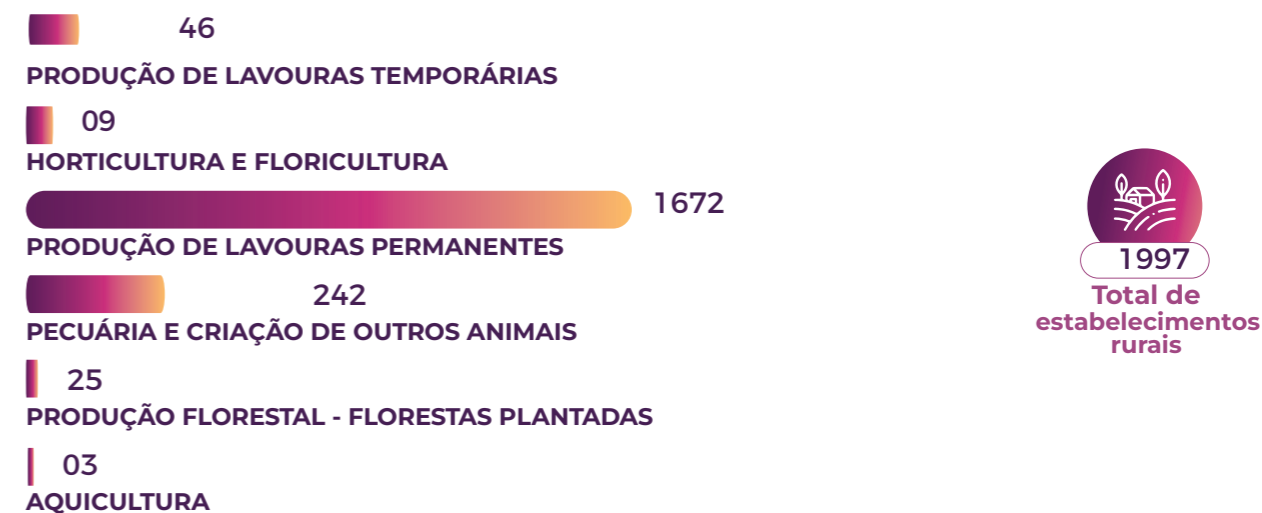 46
PRODUÇÃO DE LAVOURAS TEMPORÁRIAS
09
HORTICULTURA E FLORICULTURA
1672
PRODUÇÃO DE LAVOURAS PERMANENTES
242
PECUÁRIA E CRIAÇÃO DE OUTROS ANIMAIS
25
PRODUÇÃO FLORESTAL - FLORESTAS PLANTADAS
03
AQUICULTURA
1997
Total de
estabelecimentos
rurais